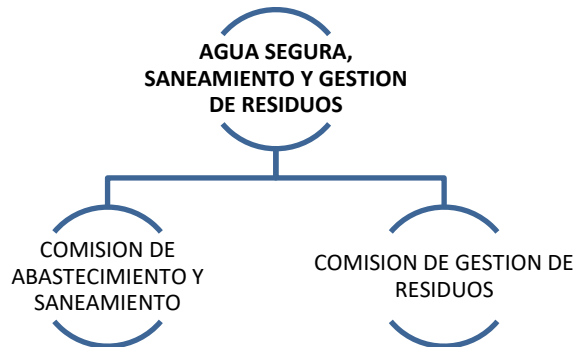 AGUA SEGURA,
SANEAMIENTO Y GESTION
DE RESIDUOS
COMISION DE
ABASTECIMIENTO Y
SANEAMIENTO
COMISION DE GESTION DE
RESIDUOS